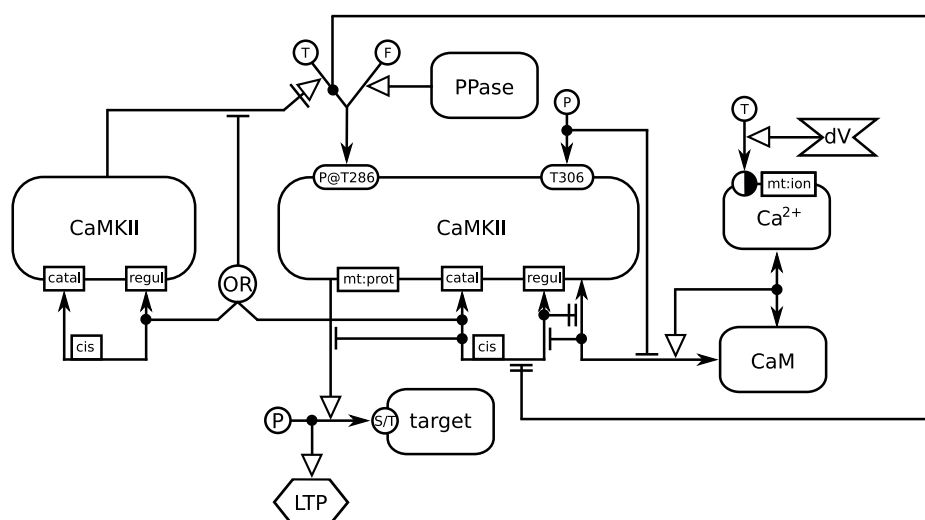 T
F
PPase
P
T
dV
P@T286
T306
mt:ion
Ca2+
CaMKII
CaMKII
catal
regul
OR
mt:prot
catal
regul
cis
cis
CaM
P
S/T
target
LTP